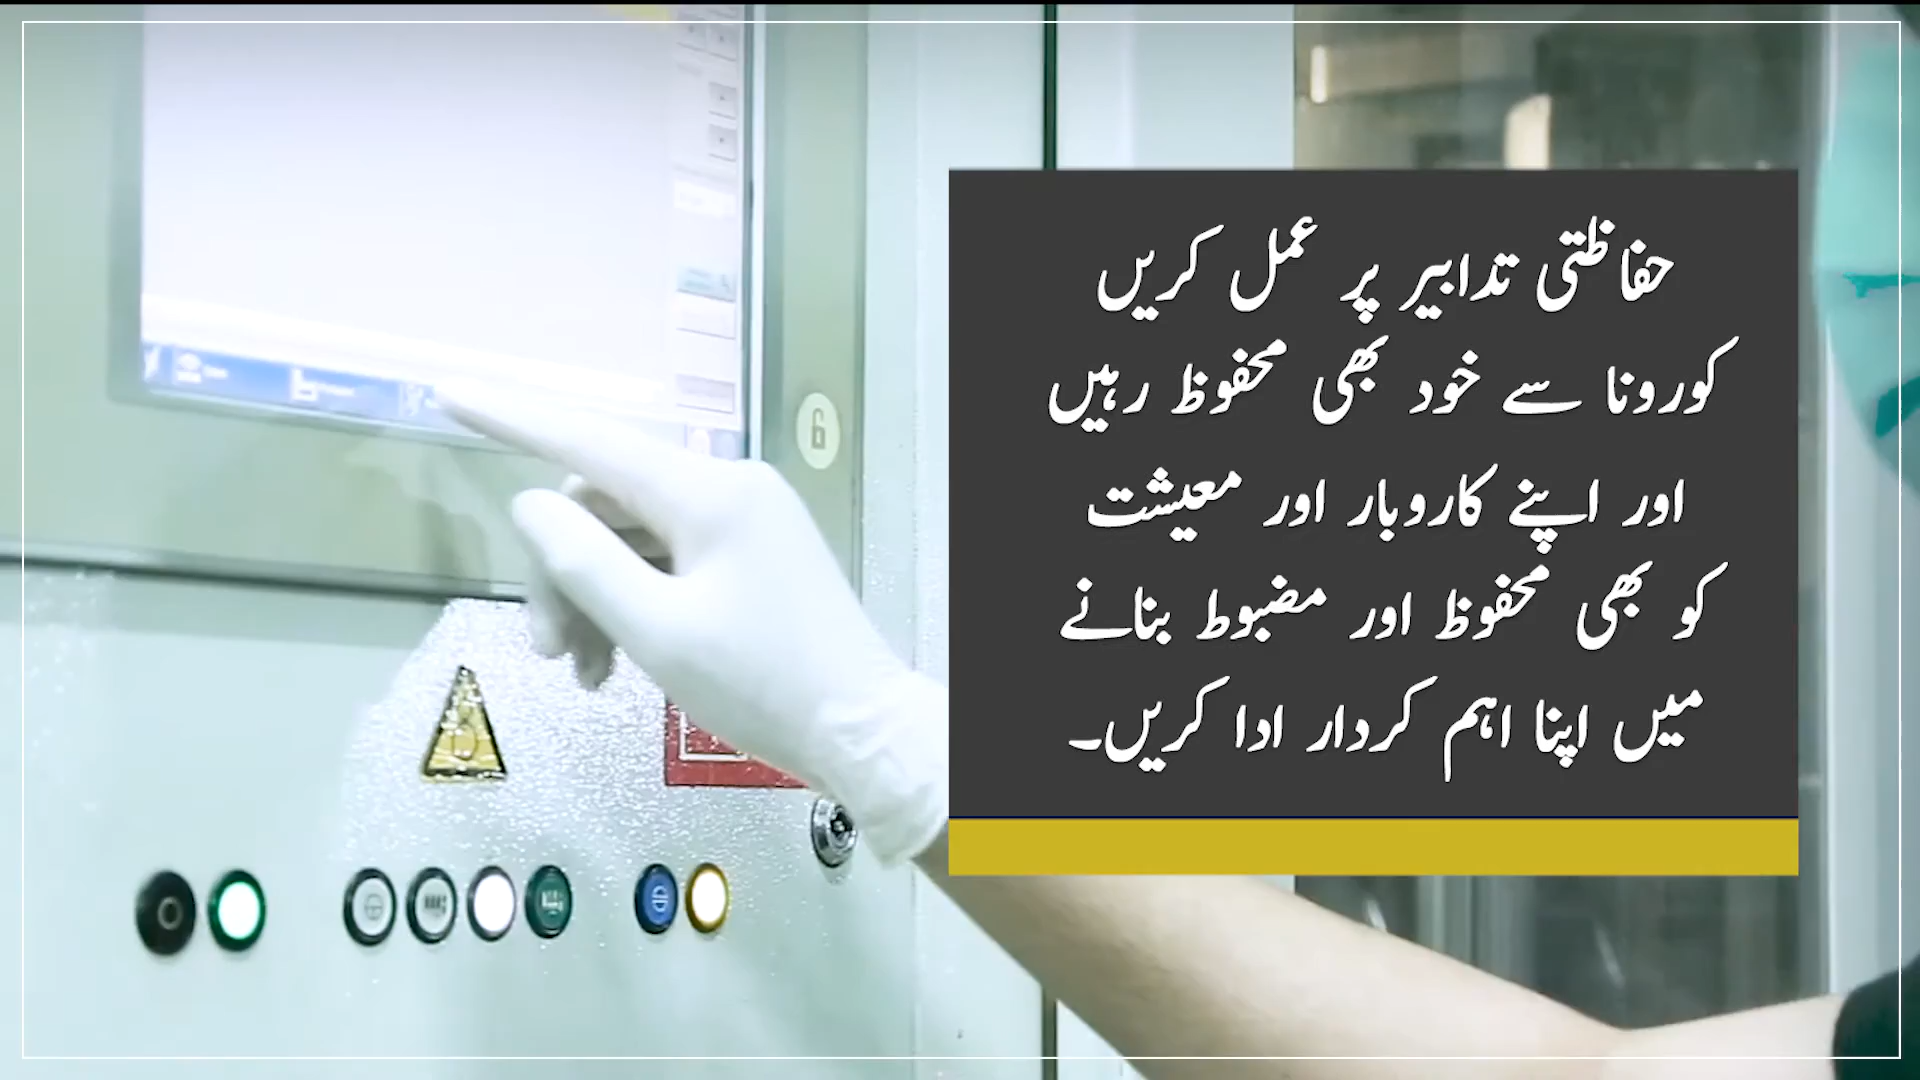 حفاظتی تدابیر پر عمل کریں
کورونا سے خود بھی محفوظ رہیں
اور اپنے کاروبار اور معیشت
کو بھی محفوظ اور مضبوط بنانے
میں اپنا اہم کردار ادا کریں۔